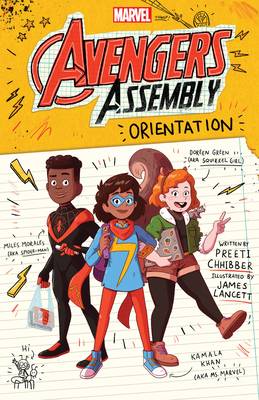 MARVEL
AVENGERS
ASSEMBLY
ORIENTATION
DOREEN GREEN
(AKA SQUIRREL GIRL)
MILES MORALES
(AKA SPIDER-MAN)
WRITTEN BY
PREETI
CHHIBBER
ILLUSTRATED BY
JAMES
LANCETT
KAMALA
KHAN
(AKA MS. MARVEL)
Hi